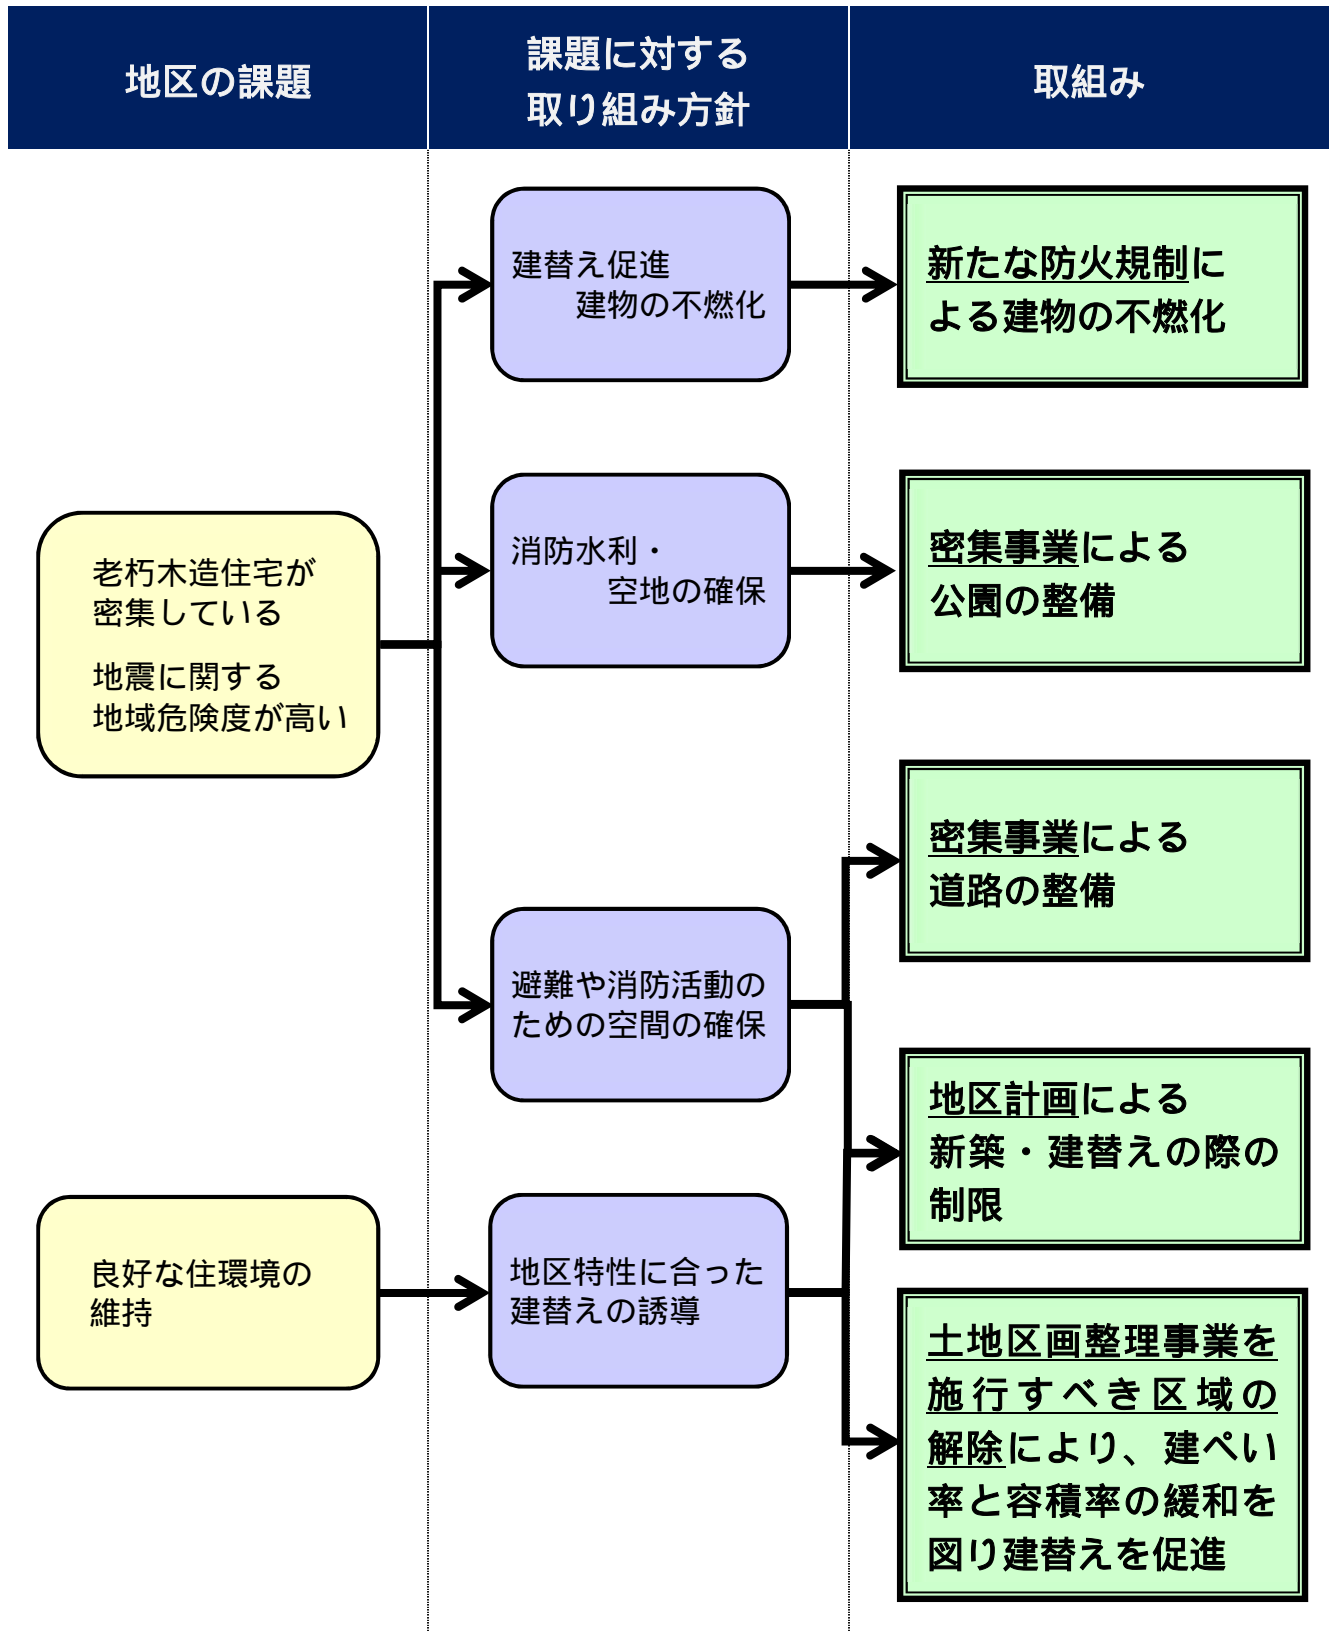 地区の課題
課題に対する
取り組み方針
取組み
老朽木造住宅が
密集している
地震に関する
地域危険度が高い
良好な住環境の
維持
建替え促進
建物の不燃化
消防水利・
空地の確保
避難や消防活動の
ための空間の確保
地区特性に合った
建替えの誘導
新たな防火規制に
よる建物の不燃化
密集事業による
公園の整備
密集事業による
道路の整備
地区計画による
新築・建替えの際の
制限
土地区画整理事業を
施行すべき区域の
解除により、建ぺい
率と容積率の緩和を
図り建替えを促進